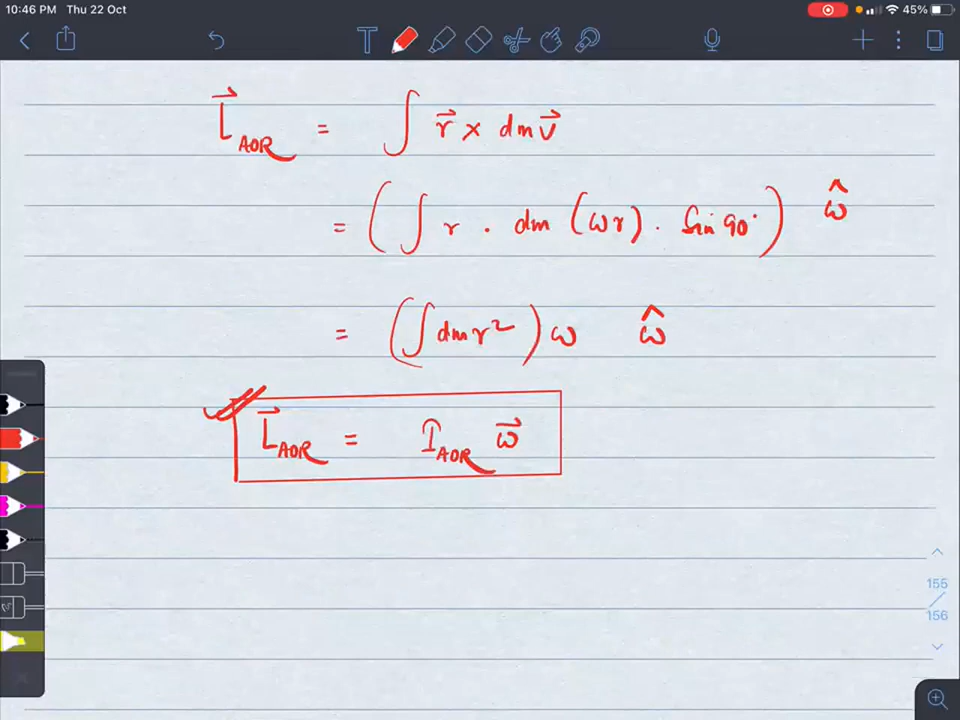 10:46 PM Thu 22 Oct 45%
T
L⃗_AOR = ∫ r⃗ × dm v⃗
= (∫ r · dm (ωr) · Sin 90°) ω̂
= (∫ dm r²) ω ω̂
L⃗_AOR = I_AOR ω⃗
155
156